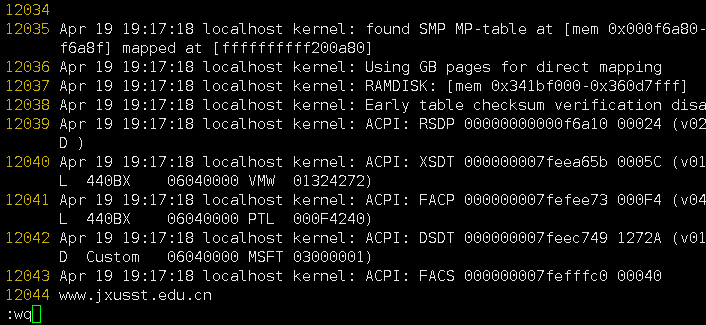 12034
12035 Apr 19 19:17:18 localhost kernel: found SMP MP-table at [mem 0x000f6a80-
f6a8f] mapped at [ffffffffff200a80]
12036 Apr 19 19:17:18 localhost kernel: Using GB pages for direct mapping
12037 Apr 19 19:17:18 localhost kernel: RAMDISK: [mem 0x341bf000-0x360d7fff]
12038 Apr 19 19:17:18 localhost kernel: Early table checksum verification disa
12039 Apr 19 19:17:18 localhost kernel: ACPI: RSDP 00000000000f6a10 00024 (v02
D )
12040 Apr 19 19:17:18 localhost kernel: ACPI: XSDT 000000007feea65b 0005C (v01
L  440BX    06040000 VMW  01324272)
12041 Apr 19 19:17:18 localhost kernel: ACPI: FACP 000000007fefee73 000F4 (v04
L  440BX    06040000 PTL  000F4240)
12042 Apr 19 19:17:18 localhost kernel: ACPI: DSDT 000000007feec749 1272A (v01
D  Custom   06040000 MSFT 03000001)
12043 Apr 19 19:17:18 localhost kernel: ACPI: FACS 000000007fefffc0 00040
12044 www.jxusst.edu.cn
:wq